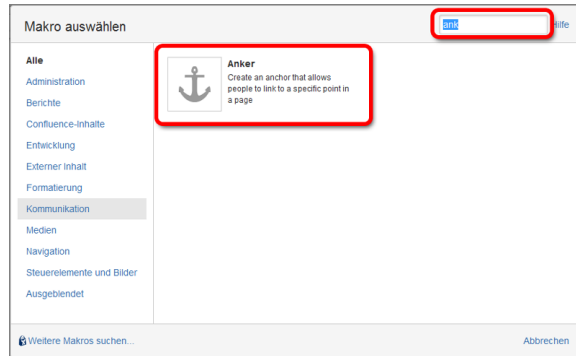 Makro auswählen
ank
Hilfe
Alle
Administration
Berichte
Confluence-Inhalte
Entwicklung
Externer Inhalt
Formatierung
Kommunikation
Medien
Navigation
Steuerelemente und Bilder
Ausgeblendet
Anker
Create an anchor that allows
people to link to a specific point in
a page
Weitere Makros suchen...
Abbrechen